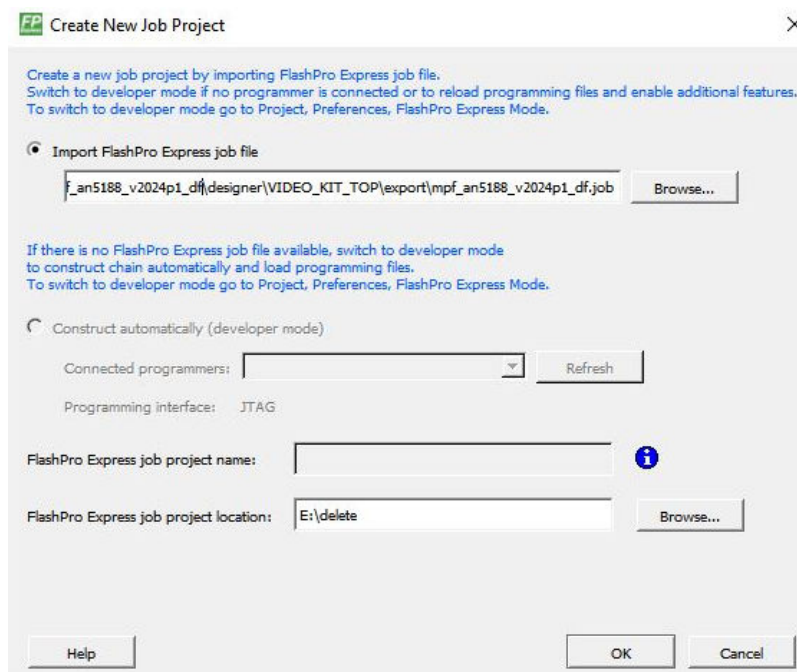 FP Create New Job Project
Create a new job project by importing FlashPro Express job file.
Switch to developer mode if no programmer is connected or to reload programming files and enable additional features.
To switch to developer mode go to Project, Preferences, FlashPro Express Mode.
Import FlashPro Express job file
f_an5188_v2024p1_df\designer\VIDEO_KIT_TOP\export\mpf_an5188_v2024p1_df.job Browse...
If there is no FlashPro Express job file available, switch to developer mode
to construct chain automatically and load programming files.
To switch to developer mode go to Project, Preferences, FlashPro Express Mode.
Construct automatically (developer mode)
Connected programmers: Refresh
Programming interface: JTAG
FlashPro Express job project name:
FlashPro Express job project location: E:\delete Browse...
Help OK Cancel